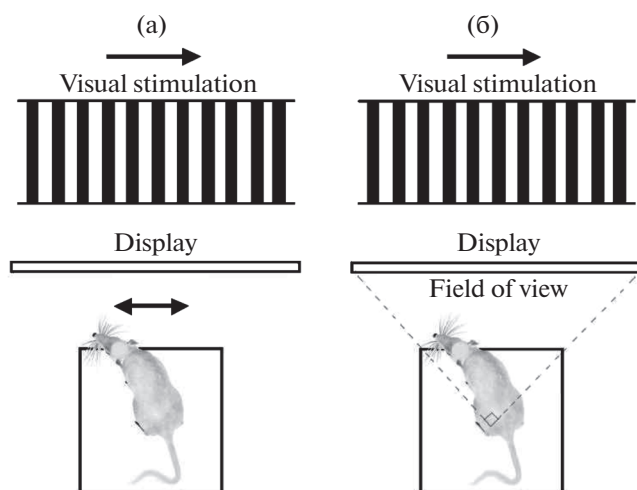 (а)
Visual stimulation
Display
(б)
Visual stimulation
Display
Field of view